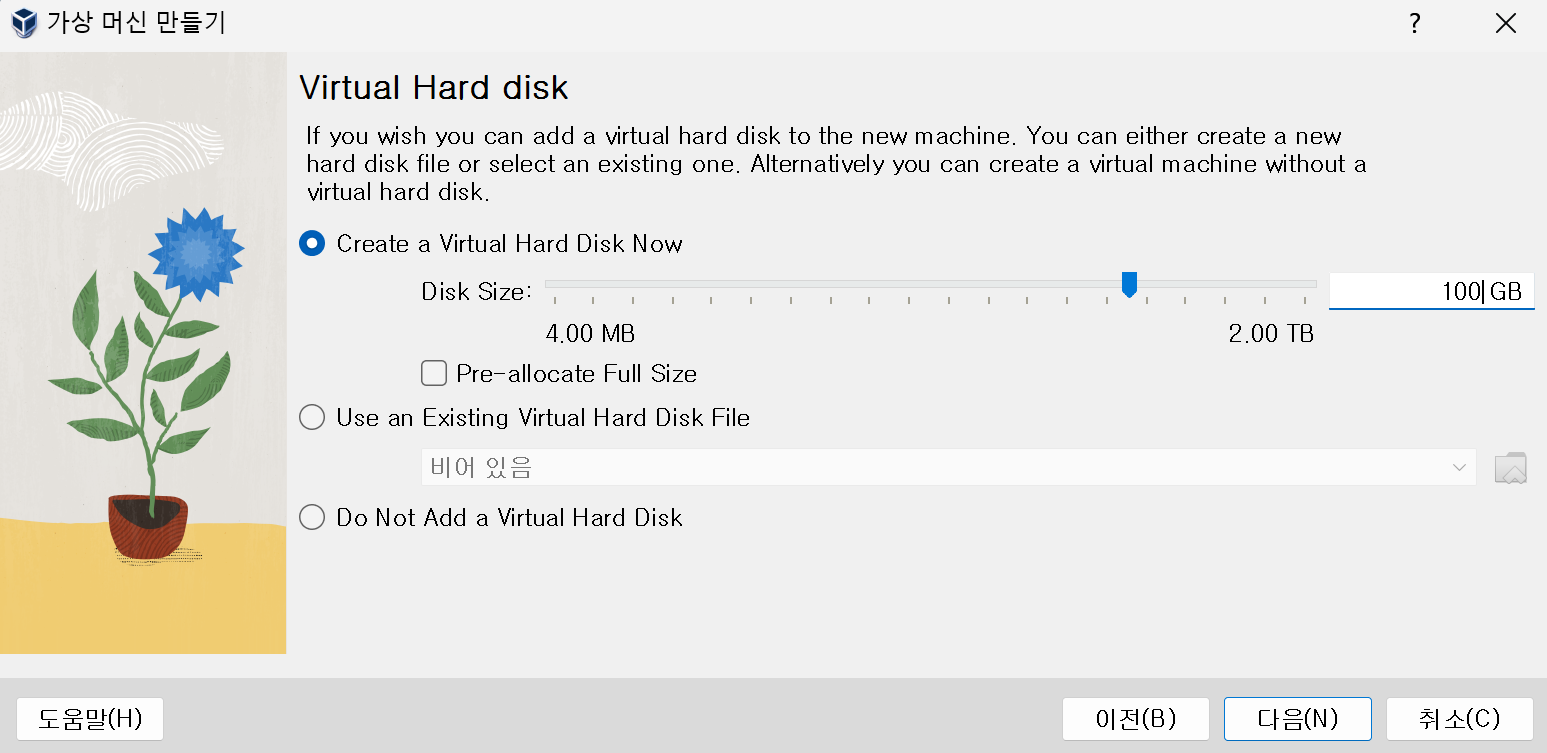 가상 머신 만들기
?
Virtual Hard disk
If you wish you can add a virtual hard disk to the new machine. You can either create a new
hard disk file or select an existing one. Alternatively you can create a virtual machine without a
virtual hard disk.
Create a Virtual Hard Disk Now
Disk Size:
100 GB
4.00 MB
2.00 TB
Pre-allocate Full Size
Use an Existing Virtual Hard Disk File
비어 있음
Do Not Add a Virtual Hard Disk
도움말(H)
이전(B)
다음(N)
취소(C)